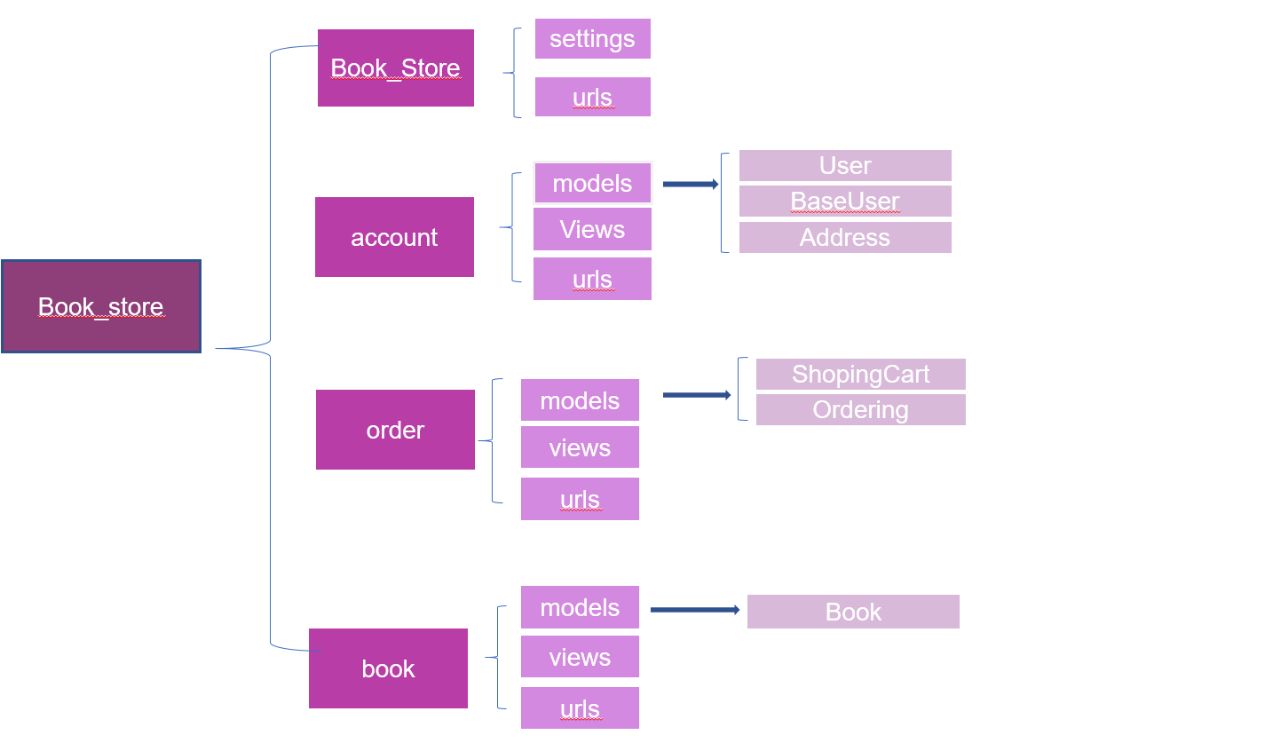 Book_store
Book_Store
settings
urls
account
models
Views
urls
User
BaseUser
Address
order
models
views
urls
ShopingCart
Ordering
book
models
views
urls
Book